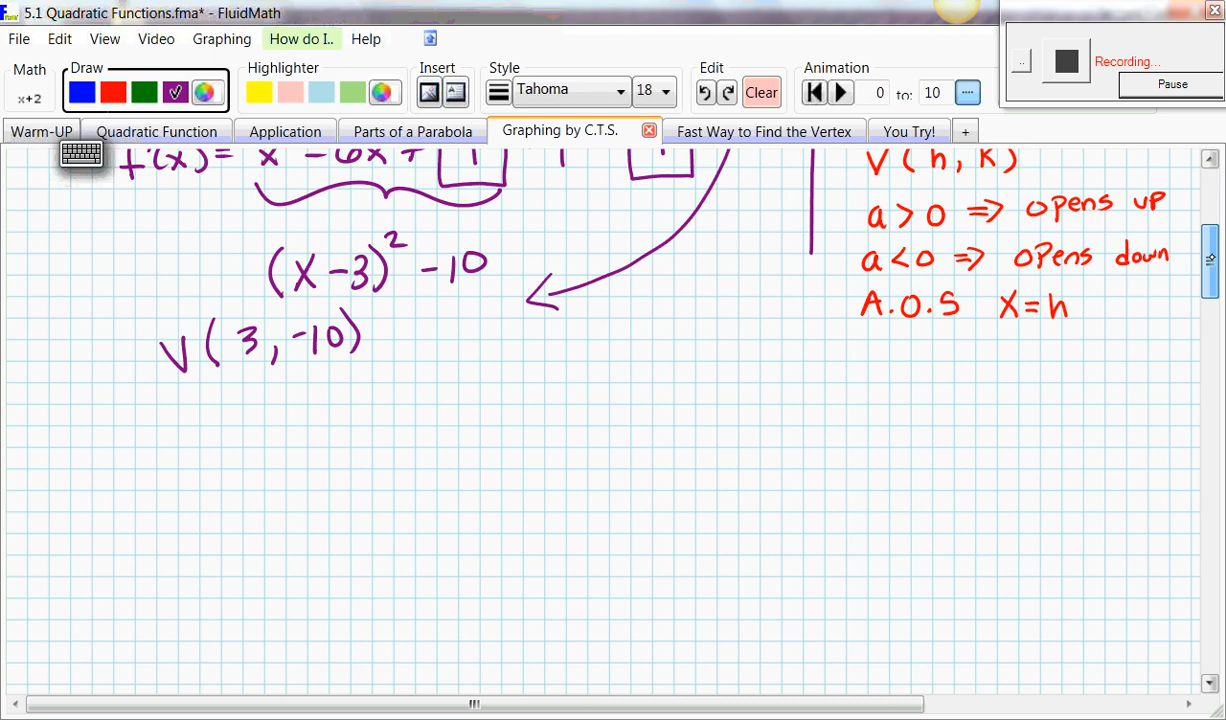 5.1 Quadratic Functions.fma* - FluidMath
File Edit View Video Graphing How do I.. Help
Recording...
Pause
Math
x+2
Draw
Highlighter
Insert
Style
Tahoma 18
Edit
Clear
Animation
0 to: 10
Warm-UP Quadratic Function Application Parts of a Parabola Graphing by C.T.S. Fast Way to Find the Vertex You Try! +
(x-3)² -10
V(3, -10)
V(h, K)
a > 0 => opens up
a < 0 => opens down
A.O.S X=h